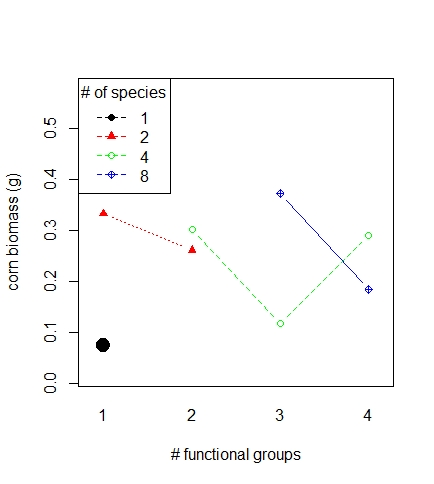 # of species
1
2
4
8
corn biomass (g)
0.5
0.4
0.3
0.2
0.1
0.0
1 2 3 4
# functional groups